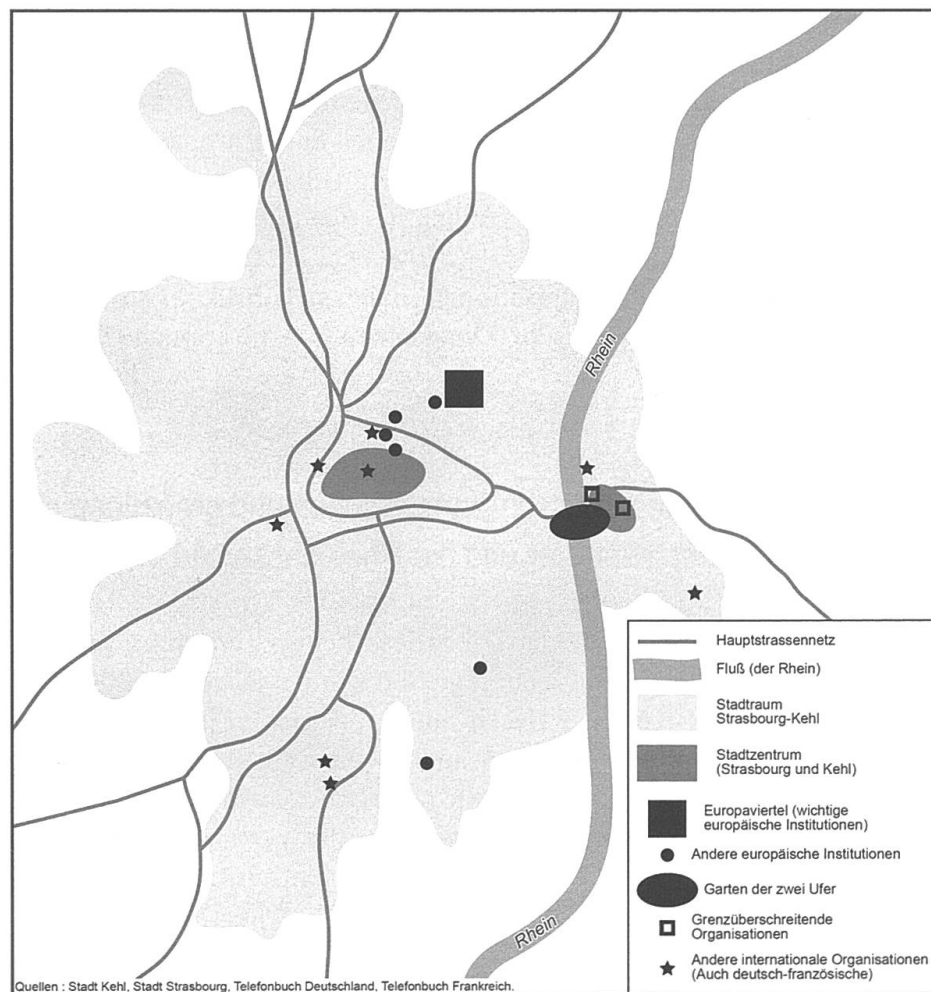 Rhein
Rhein
Hauptstrassennetz
Fluß (der Rhein)
Stadtraum
Strasbourg-Kehl
Stadtzentrum
(Strasbourg und Kehl)
Europaviertel (wichtige
europäische Institutionen)
Andere europäische Institutionen
Garten der zwei Ufer
Grenzüberschreitende
Organisationen
Andere internationale Organisationen
(Auch deutsch-französische)
Quellen : Stadt Kehl, Stadt Strasbourg, Telefonbuch Deutschland, Telefonbuch Frankreich.